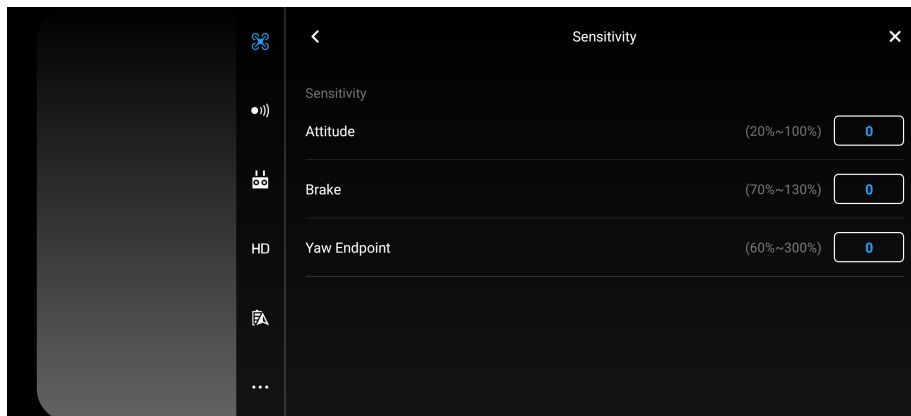 Sensitivity
Sensitivity
Attitude (20%~100%) 0
Brake (70%~130%) 0
HD
Yaw Endpoint (60%~300%) 0